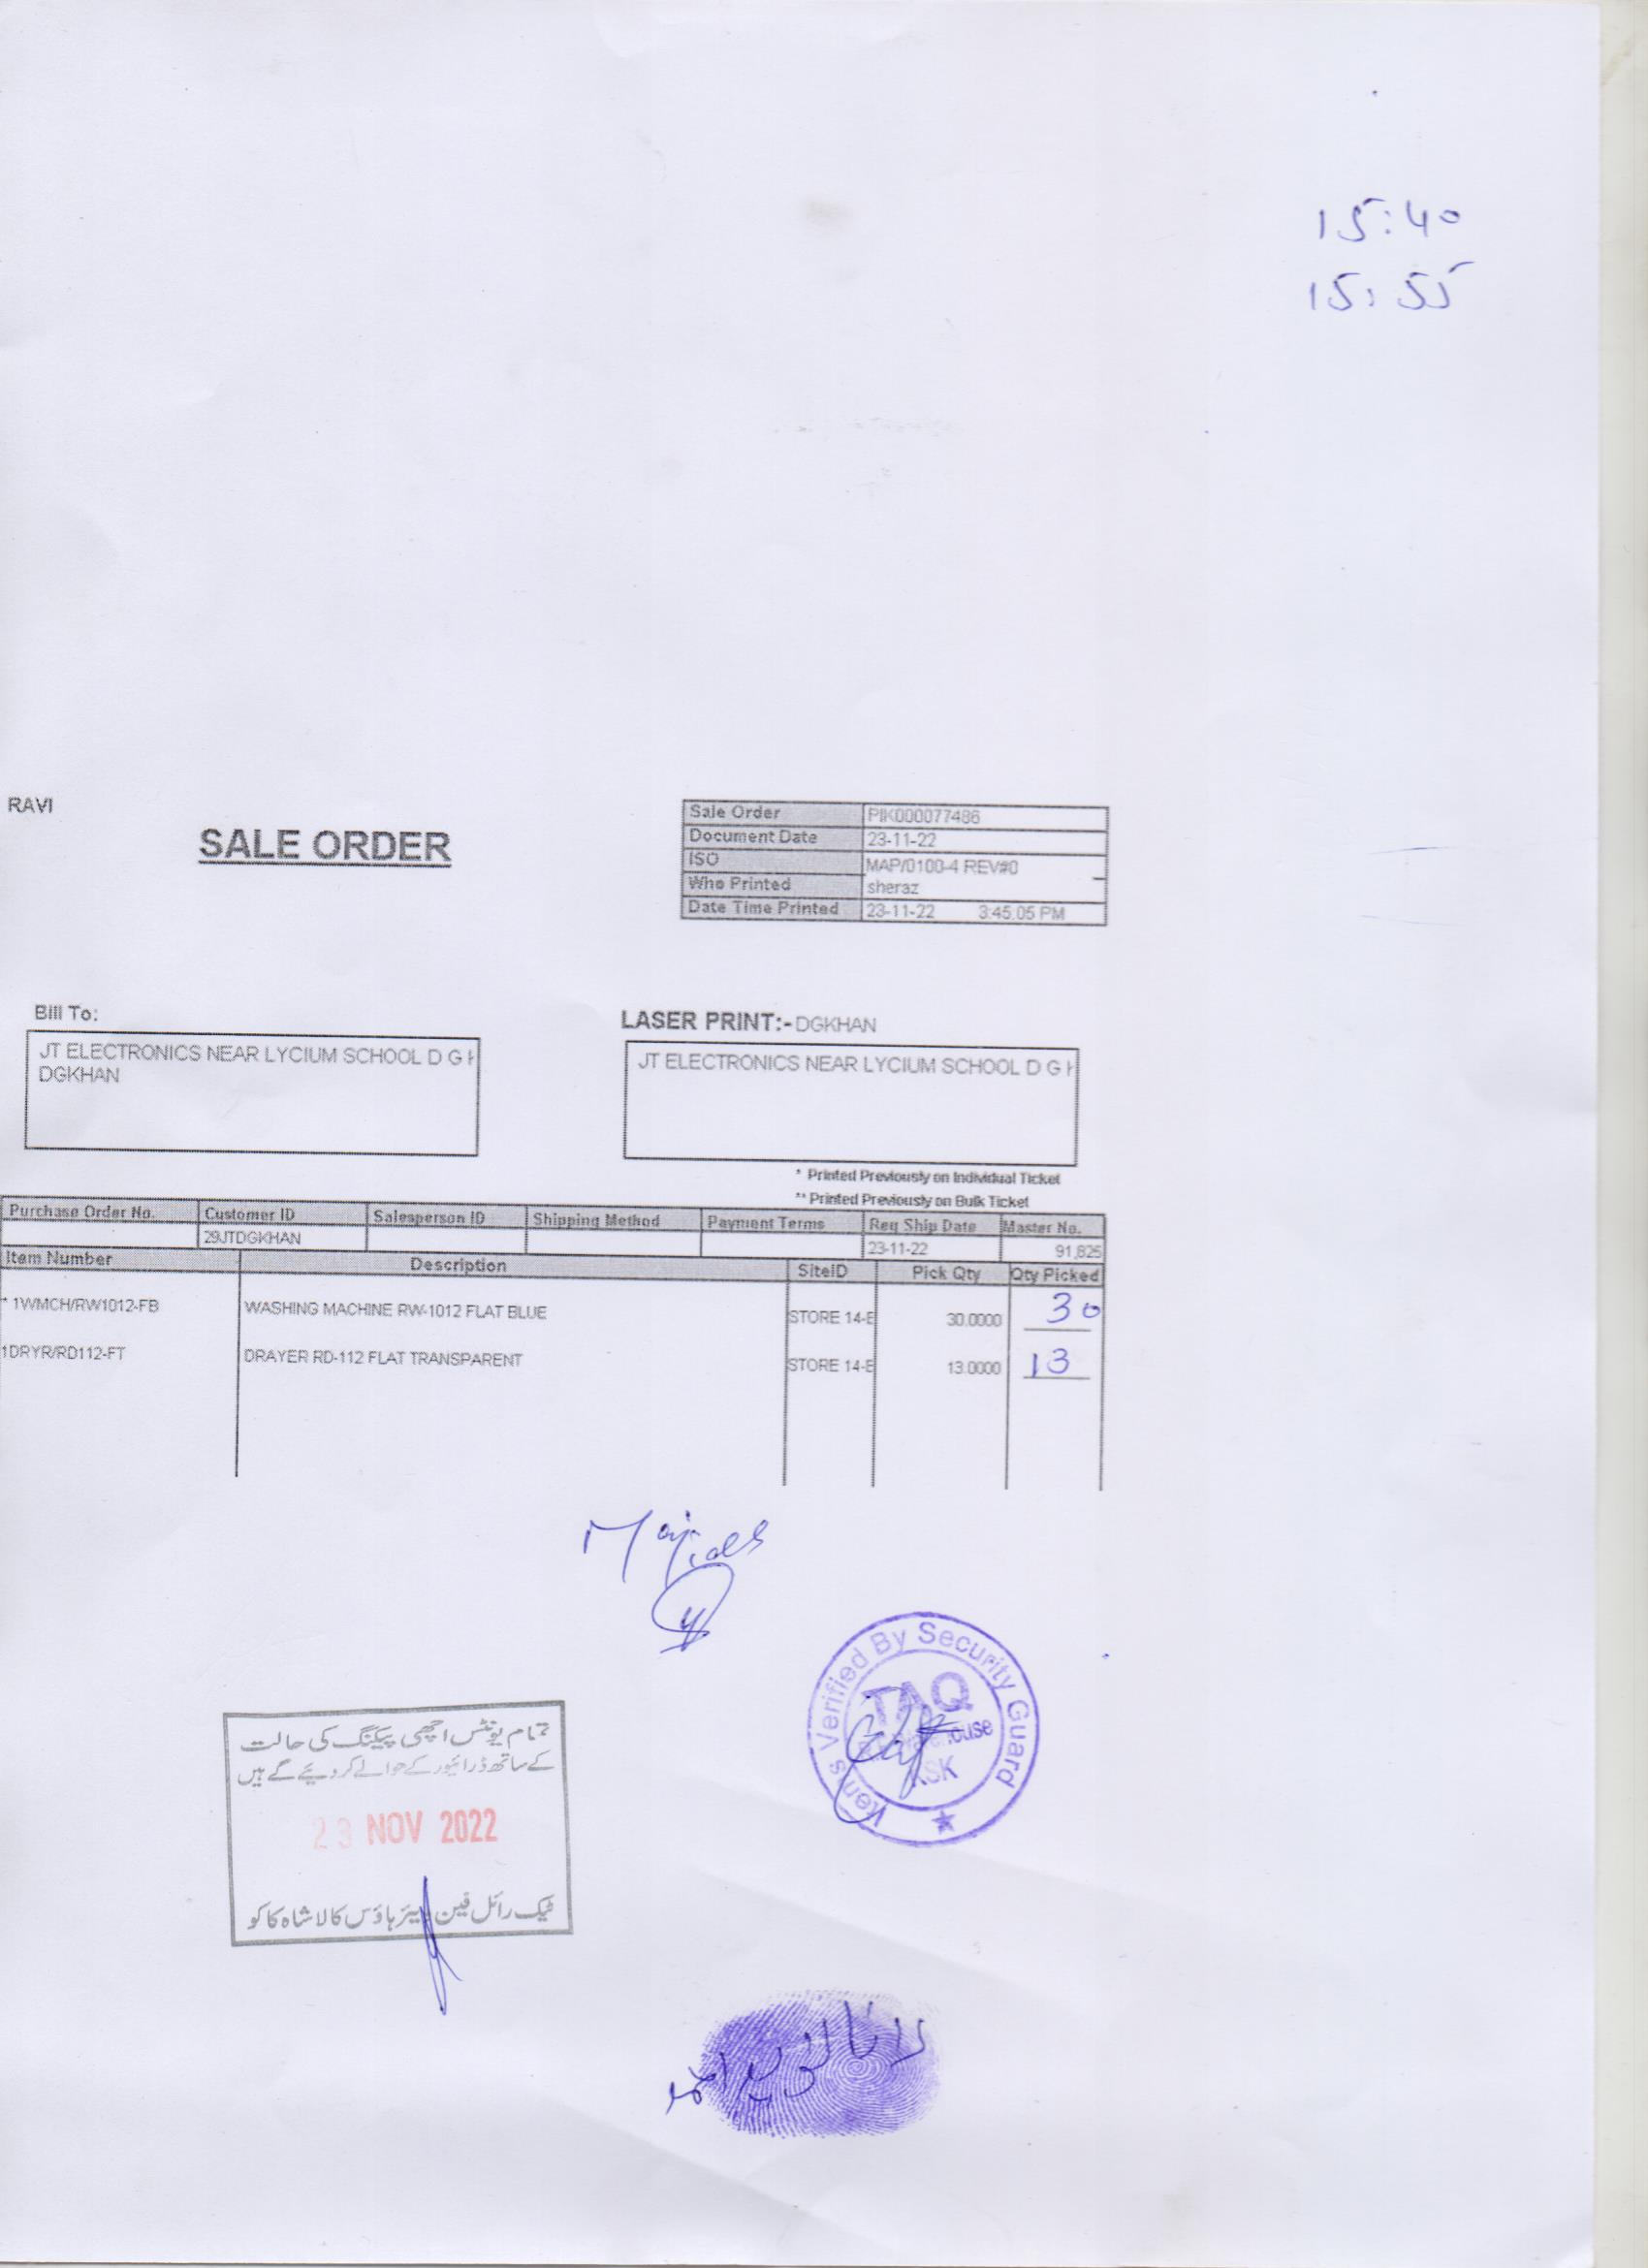 15:40
15:55
RAVI
SALE ORDER
Sale Order PIK000077486
Document Date 23-11-22
ISO MAP/0100-4 REV#0
Who Printed sheraz
Date Time Printed 23-11-22 3:45:05 PM
Bill To:
JT ELECTRONICS NEAR LYCIUM SCHOOL D G
DGKHAN
LASER PRINT:- DGKHAN
JT ELECTRONICS NEAR LYCIUM SCHOOL D G
* Printed Previously on Individual Ticket
** Printed Previously on Bulk Ticket
Purchase Order No. Customer ID Salesperson ID Shipping Method Payment Terms Req Ship Date Master No.
29JTDGKHAN 23-11-22 91,825
Item Number Description SiteID Pick Qty Qty Picked
* 1WMCH/RW1012-FB WASHING MACHINE RW-1012 FLAT BLUE STORE 14-E 30.0000 30
1DRYR/RD112-FT DRAYER RD-112 FLAT TRANSPARENT STORE 14-E 13.0000 13
Items Verified By Security Guard
TAQ
KSK
تمام یونٹس اچھی پیکنگ کی حالت
کے ساتھ ڈرائیور کے حوالے کر دیئے گے ہیں
23 NOV 2022
ٹیک رائل فین ویئر ہاؤس کالا شاہ کاکو